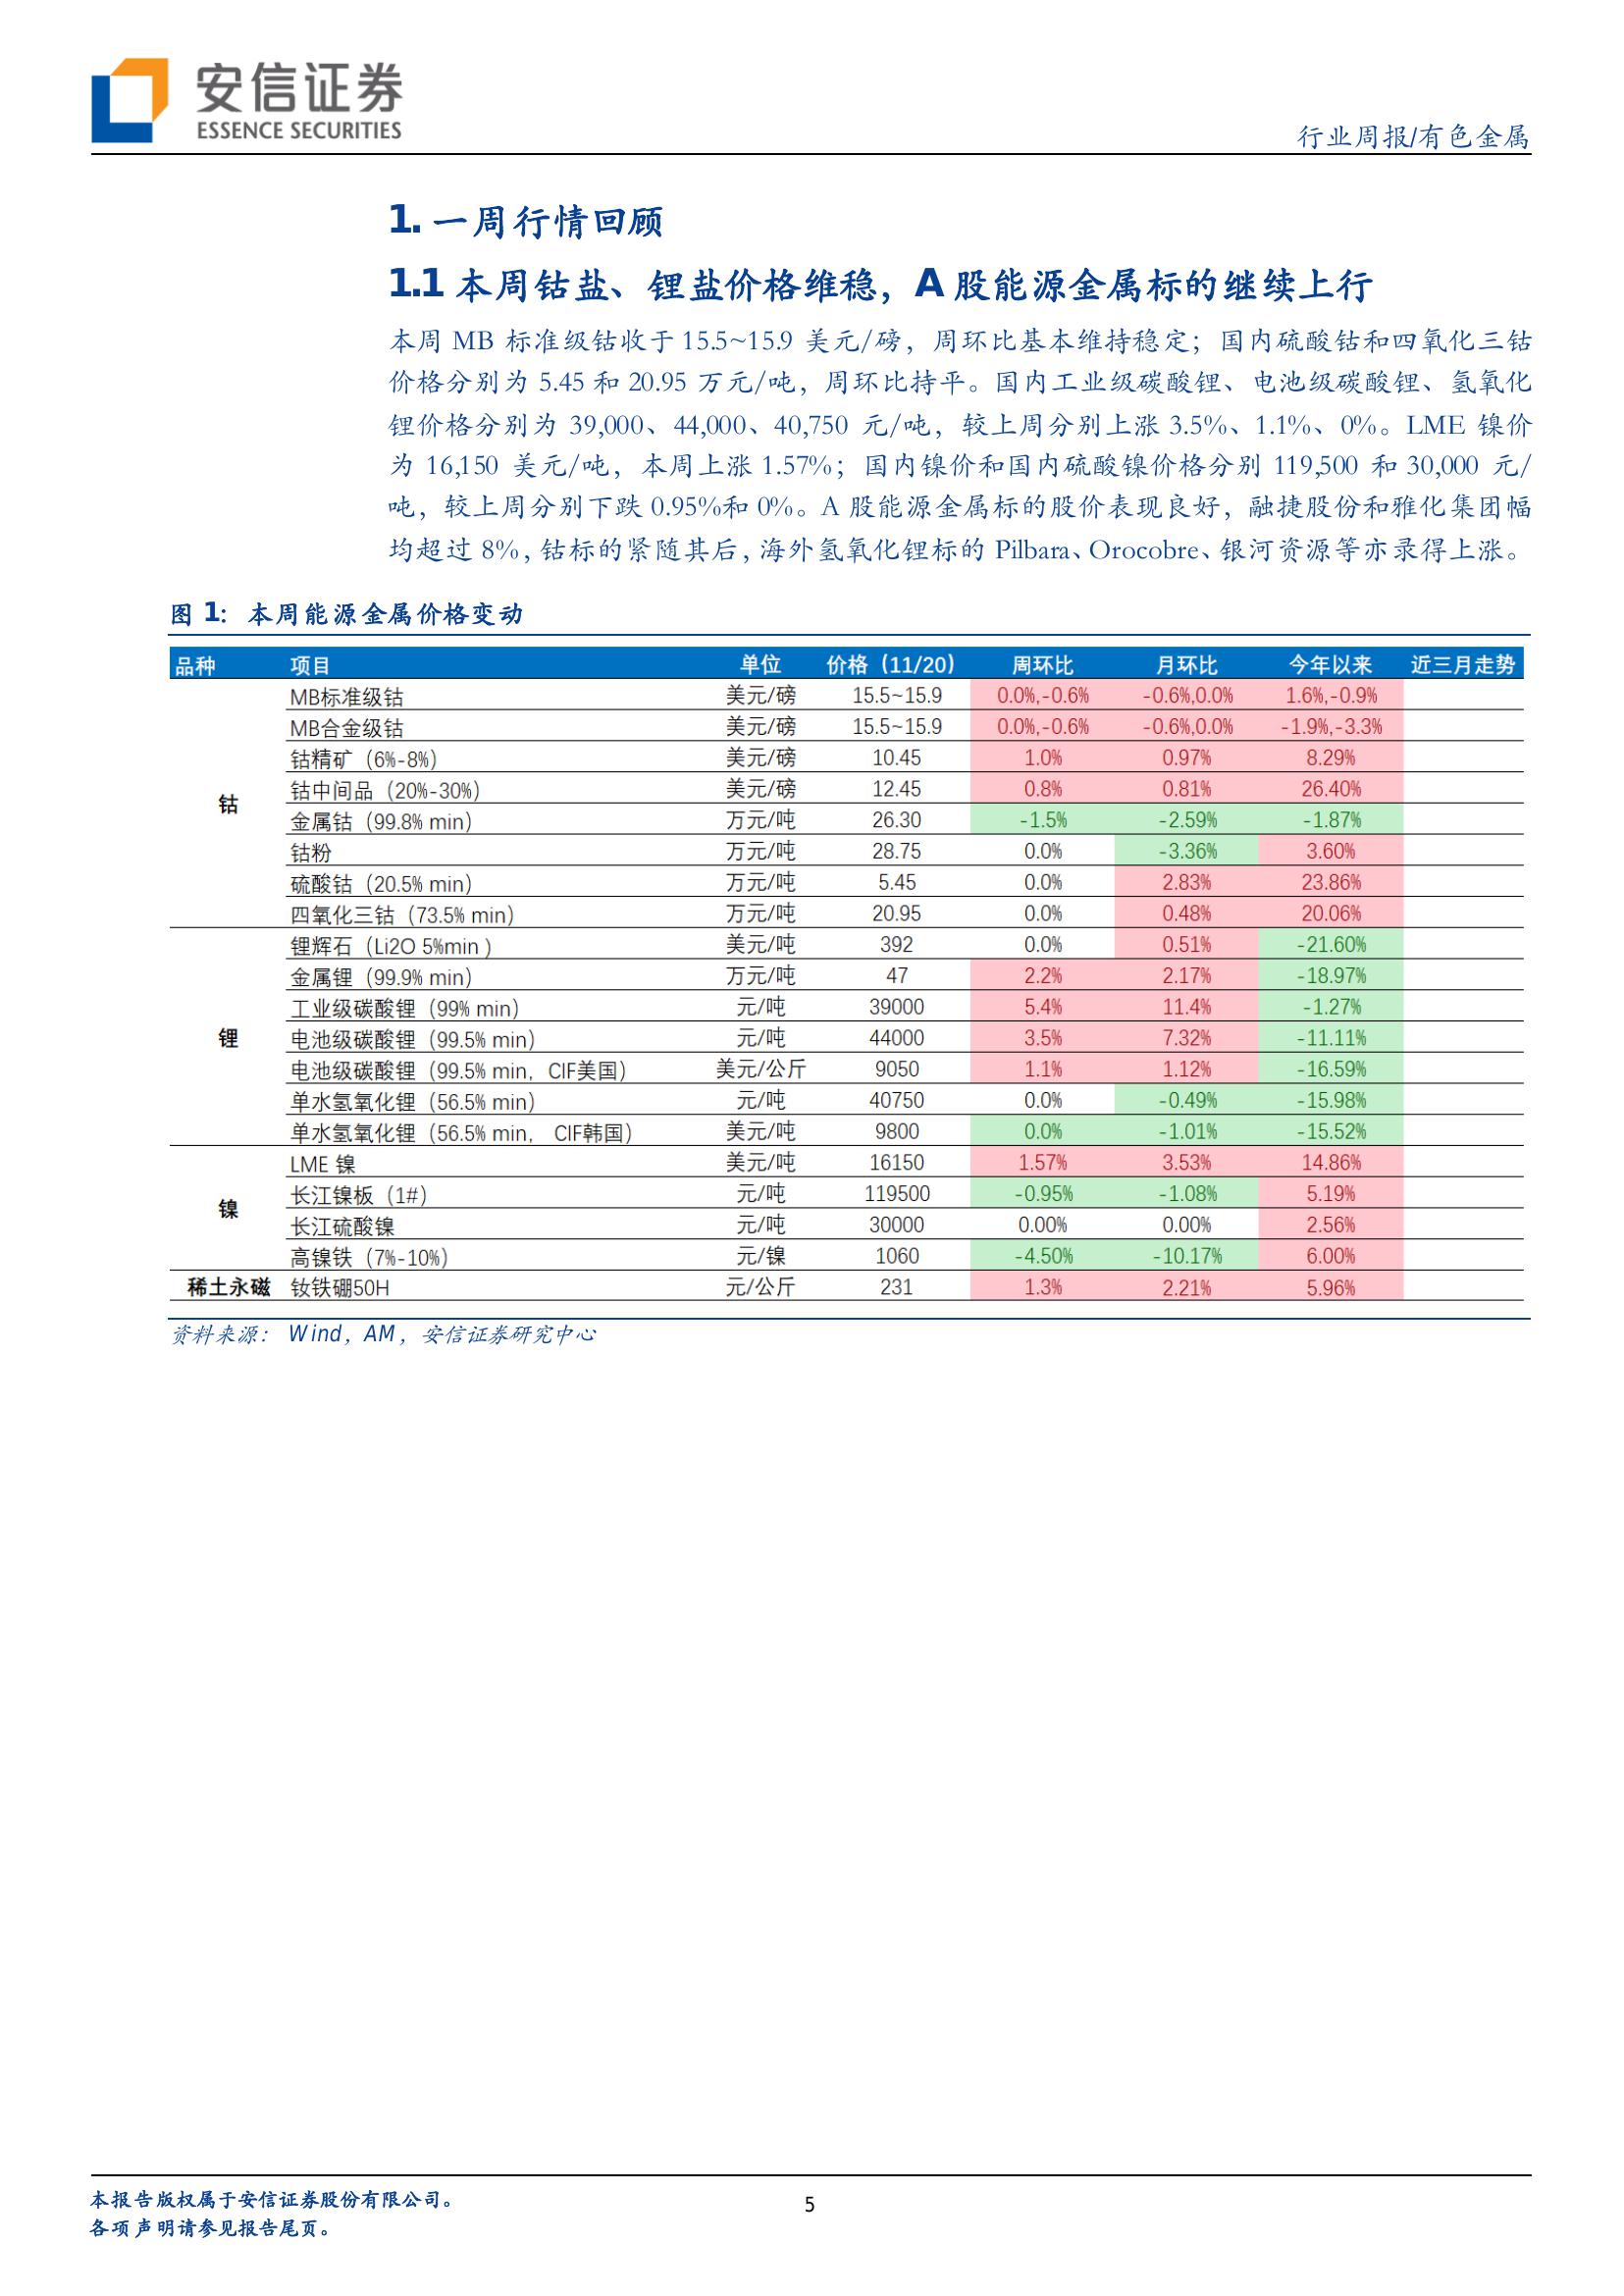 安信证券
ESSENCE SECURITIES
行业周报/有色金属
1. 一周行情回顾
1.1 本周钴盐、锂盐价格维稳，A 股能源金属标的继续上行
本周 MB 标准级钴收于 15.5~15.9 美元/磅，周环比基本维持稳定；国内硫酸钴和四氧化三钴
价格分别为 5.45 和 20.95 万元/吨，周环比持平。国内工业级碳酸锂、电池级碳酸锂、氢氧化
锂价格分别为 39,000、44,000、40,750 元/吨，较上周分别上涨 3.5%、1.1%、0%。LME 镍价
为 16,150 美元/吨，本周上涨 1.57%；国内镍价和国内硫酸镍价格分别 119,500 和 30,000 元/
吨，较上周分别下跌 0.95%和 0%。A 股能源金属标的股价表现良好，融捷股份和雅化集团幅
均超过 8%，钴标的紧随其后，海外氢氧化锂标的 Pilbara、Orocobre、银河资源等亦录得上涨。
图 1：本周能源金属价格变动
品种 项目 单位 价格（11/20） 周环比 月环比 今年以来 近三月走势
钴
MB标准级钴 美元/磅 15.5~15.9 0.0%,-0.6% -0.6%,0.0% 1.6%,-0.9%
MB合金级钴 美元/磅 15.5~15.9 0.0%,-0.6% -0.6%,0.0% -1.9%,-3.3%
钴精矿（6%-8%） 美元/磅 10.45 1.0% 0.97% 8.29%
钴中间品（20%-30%） 美元/磅 12.45 0.8% 0.81% 26.40%
金属钴（99.8% min） 万元/吨 26.30 -1.5% -2.59% -1.87%
钴粉 万元/吨 28.75 0.0% -3.36% 3.60%
硫酸钴（20.5% min） 万元/吨 5.45 0.0% 2.83% 23.86%
四氧化三钴（73.5% min） 万元/吨 20.95 0.0% 0.48% 20.06%
锂
锂辉石（Li2O 5%min ） 美元/吨 392 0.0% 0.51% -21.60%
金属锂（99.9% min） 万元/吨 47 2.2% 2.17% -18.97%
工业级碳酸锂（99% min） 元/吨 39000 5.4% 11.4% -1.27%
电池级碳酸锂（99.5% min） 元/吨 44000 3.5% 7.32% -11.11%
电池级碳酸锂（99.5% min，CIF美国） 美元/公斤 9050 1.1% 1.12% -16.59%
单水氢氧化锂（56.5% min） 元/吨 40750 0.0% -0.49% -15.98%
单水氢氧化锂（56.5% min， CIF韩国） 美元/吨 9800 0.0% -1.01% -15.52%
镍
LME 镍 美元/吨 16150 1.57% 3.53% 14.86%
长江镍板（1#） 元/吨 119500 -0.95% -1.08% 5.19%
长江硫酸镍 元/吨 30000 0.00% 0.00% 2.56%
高镍铁（7%-10%） 元/镍 1060 -4.50% -10.17% 6.00%
稀土永磁 钕铁硼50H 元/公斤 231 1.3% 2.21% 5.96%
资料来源： Wind，AM，安信证券研究中心
本报告版权属于安信证券股份有限公司。
各项声明请参见报告尾页。
5